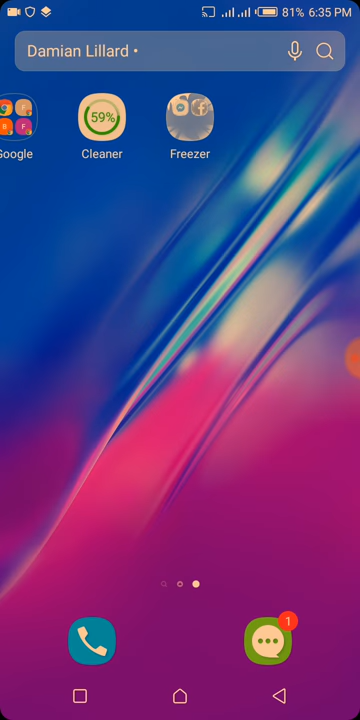 81% 6:35 PM
Damian Lillard •
59%
Google
Cleaner
Freezer
1